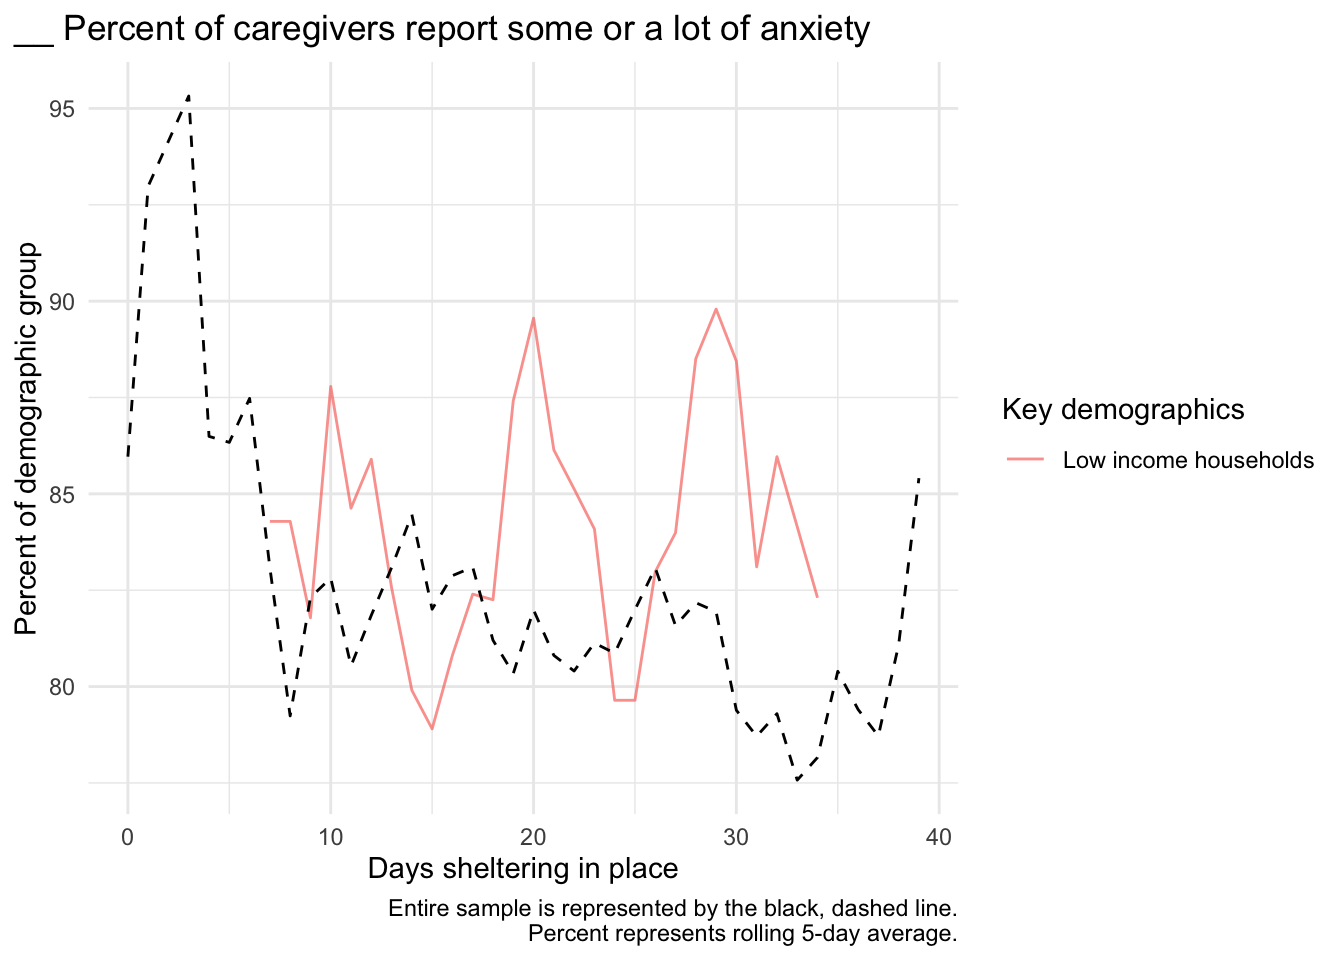 __ Percent of caregivers report some or a lot of anxiety
Percent of demographic group
95
90
85
80
0 10 20 30 40
Days sheltering in place
Key demographics
Low income households
Entire sample is represented by the black, dashed line.
Percent represents rolling 5-day average.